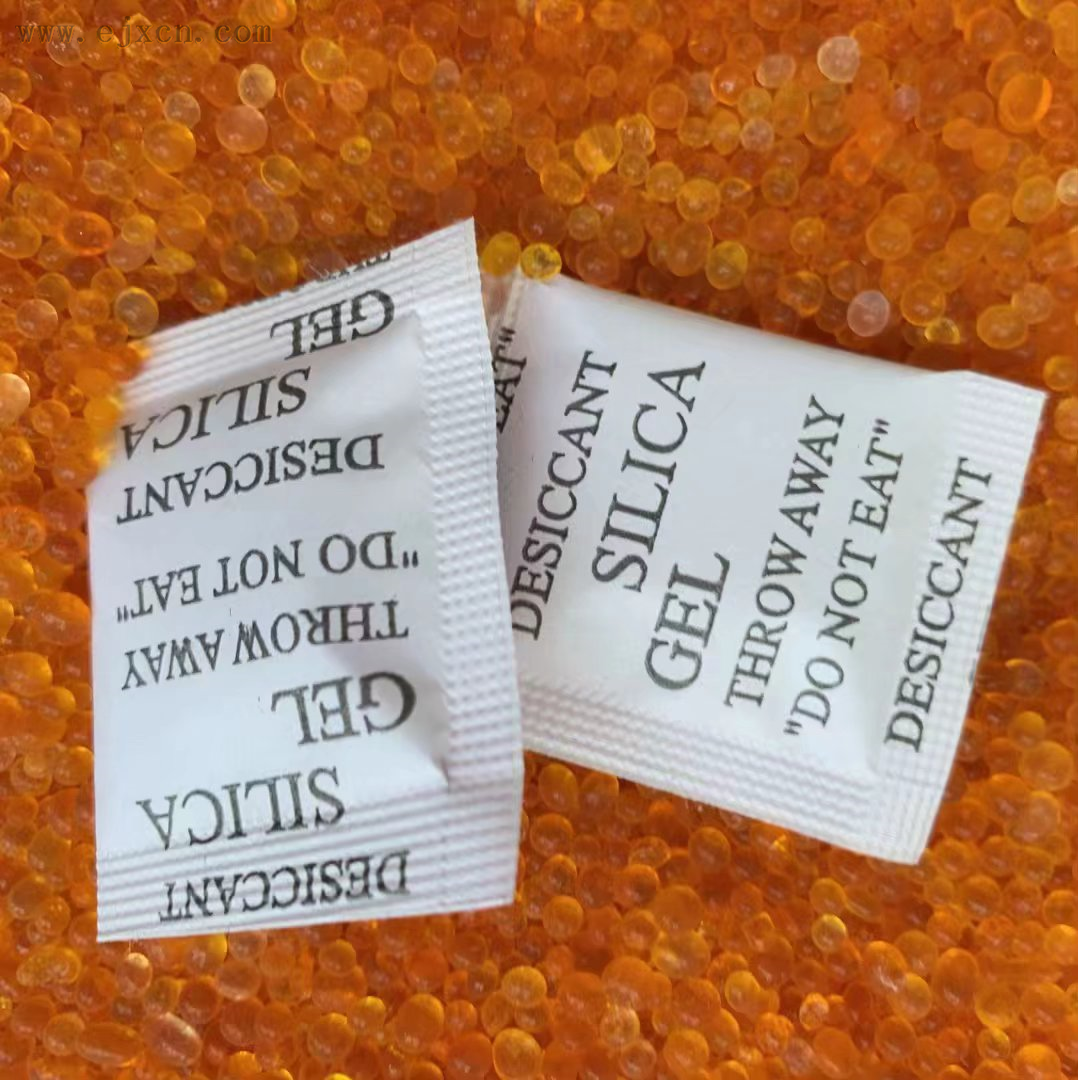 www.ejxcn.com
DESICCANT
SILICA
GEL
THROW AWAY
"DO NOT EAT"
DESICCANT
SILICA
GEL
EAT"
DESICCANT
SILICA
GEL
THROW AWAY
"DO NOT EAT"
DESICCANT